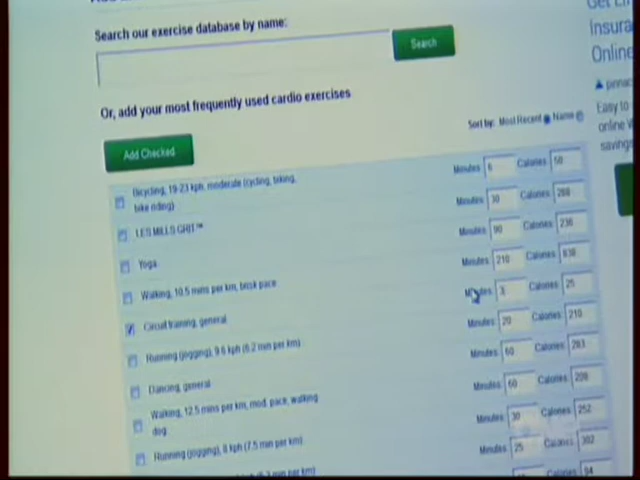 Search our exercise database by name:
Search
Or, add your most frequently used cardio exercises
Sort by: Most Recent Name
Add Checked
Bicycling, 19-23 kph, moderate (cycling, biking, bike riding)
Minutes 6 Calories 50
LES MILLS GRIT™
Minutes 30 Calories 288
Yoga
Minutes 90 Calories 236
Walking, 10.5 mins per km, brisk pace
Minutes 210 Calories 838
Circuit training, general
Minutes 3 Calories 25
Running (jogging), 9.6 kph (6.2 min per km)
Minutes 20 Calories 210
Dancing, general
Minutes 60 Calories 283
Walking, 12.5 mins per km, mod. pace, walking dog
Minutes 60 Calories 208
Running (jogging), 8 kph (7.5 min per km)
Minutes 30 Calories 252
Minutes 25 Calories 302
Calories 94
Insura
Online
Easy to
online
savings